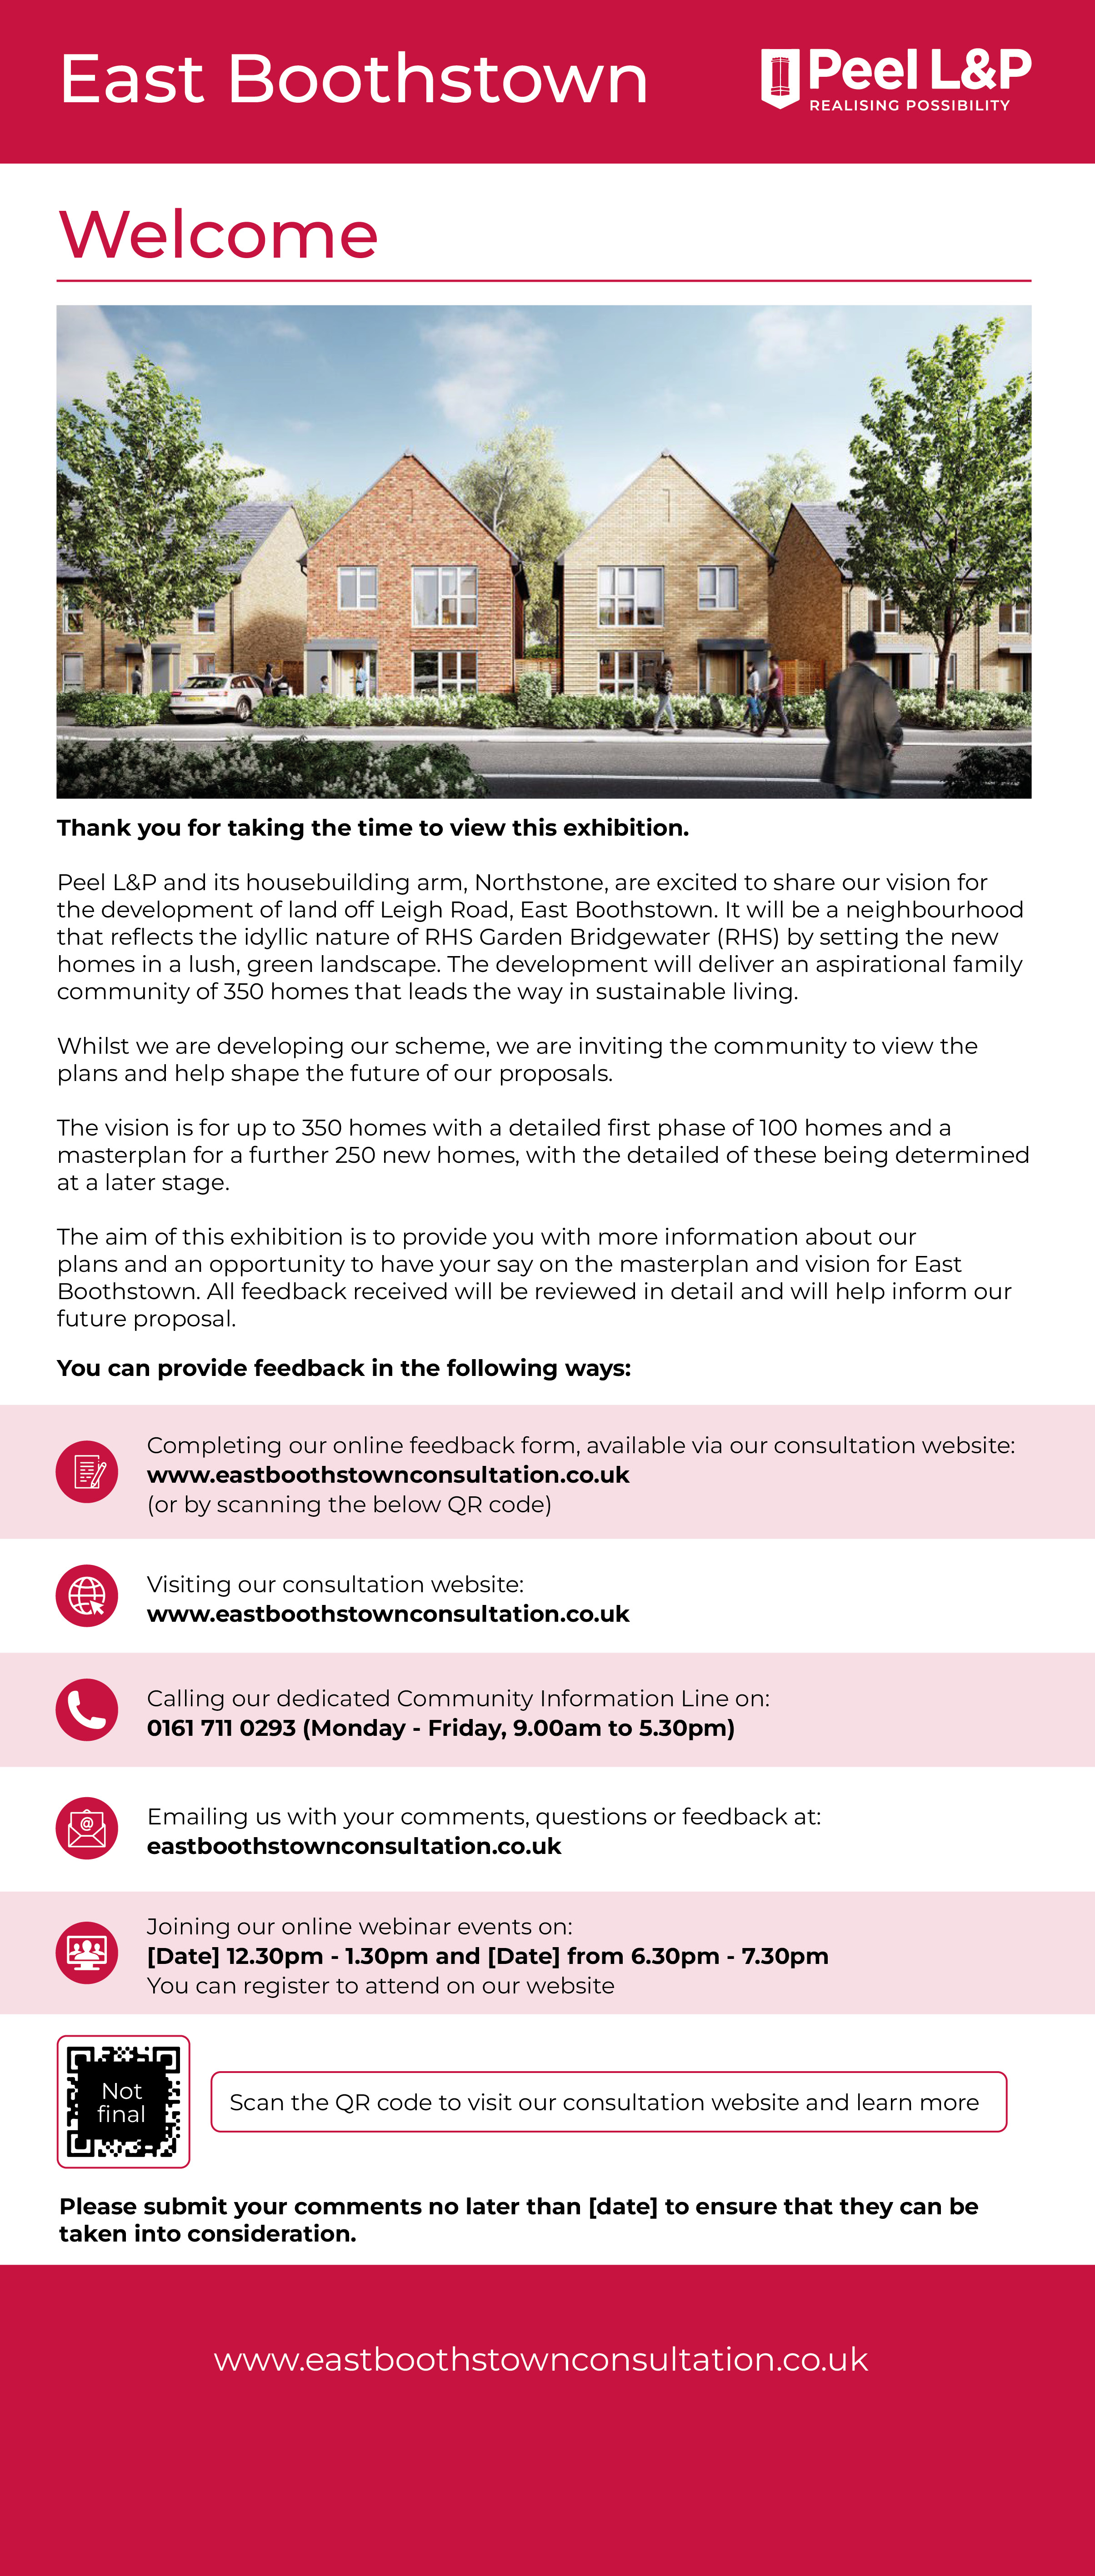 East Boothstown
Peel L&P
REALISING POSSIBILITY
Welcome
Thank you for taking the time to view this exhibition.
Peel L&P and its housebuilding arm, Northstone, are excited to share our vision for
the development of land off Leigh Road, East Boothstown. It will be a neighbourhood
that reflects the idyllic nature of RHS Garden Bridgewater (RHS) by setting the new
homes in a lush, green landscape. The development will deliver an aspirational family
community of 350 homes that leads the way in sustainable living.
Whilst we are developing our scheme, we are inviting the community to view the
plans and help shape the future of our proposals.
The vision is for up to 350 homes with a detailed first phase of 100 homes and a
masterplan for a further 250 new homes, with the detailed of these being determined
at a later stage.
The aim of this exhibition is to provide you with more information about our
plans and an opportunity to have your say on the masterplan and vision for East
Boothstown. All feedback received will be reviewed in detail and will help inform our
future proposal.
You can provide feedback in the following ways:
Completing our online feedback form, available via our consultation website:
www.eastboothstownconsultation.co.uk
(or by scanning the below QR code)
Visiting our consultation website:
www.eastboothstownconsultation.co.uk
Calling our dedicated Community Information Line on:
0161 711 0293 (Monday - Friday, 9.00am to 5.30pm)
Emailing us with your comments, questions or feedback at:
eastboothstownconsultation.co.uk
Joining our online webinar events on:
[Date] 12.30pm - 1.30pm and [Date] from 6.30pm - 7.30pm
You can register to attend on our website
Not
final
Scan the QR code to visit our consultation website and learn more
Please submit your comments no later than [date] to ensure that they can be
taken into consideration.
www.eastboothstownconsultation.co.uk